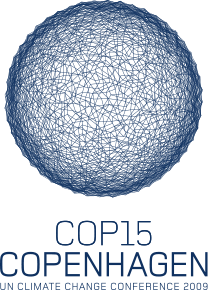 COP15
COPENHAGEN
UN CLIMATE CHANGE CONFERENCE 2009